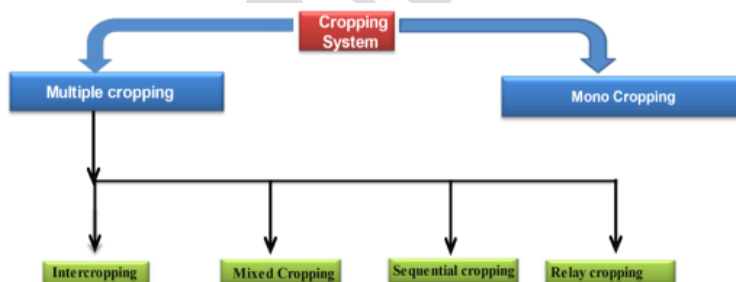 Cropping
System
Multiple cropping
Mono Cropping
Intercropping
Mixed Cropping
Sequential cropping
Relay cropping